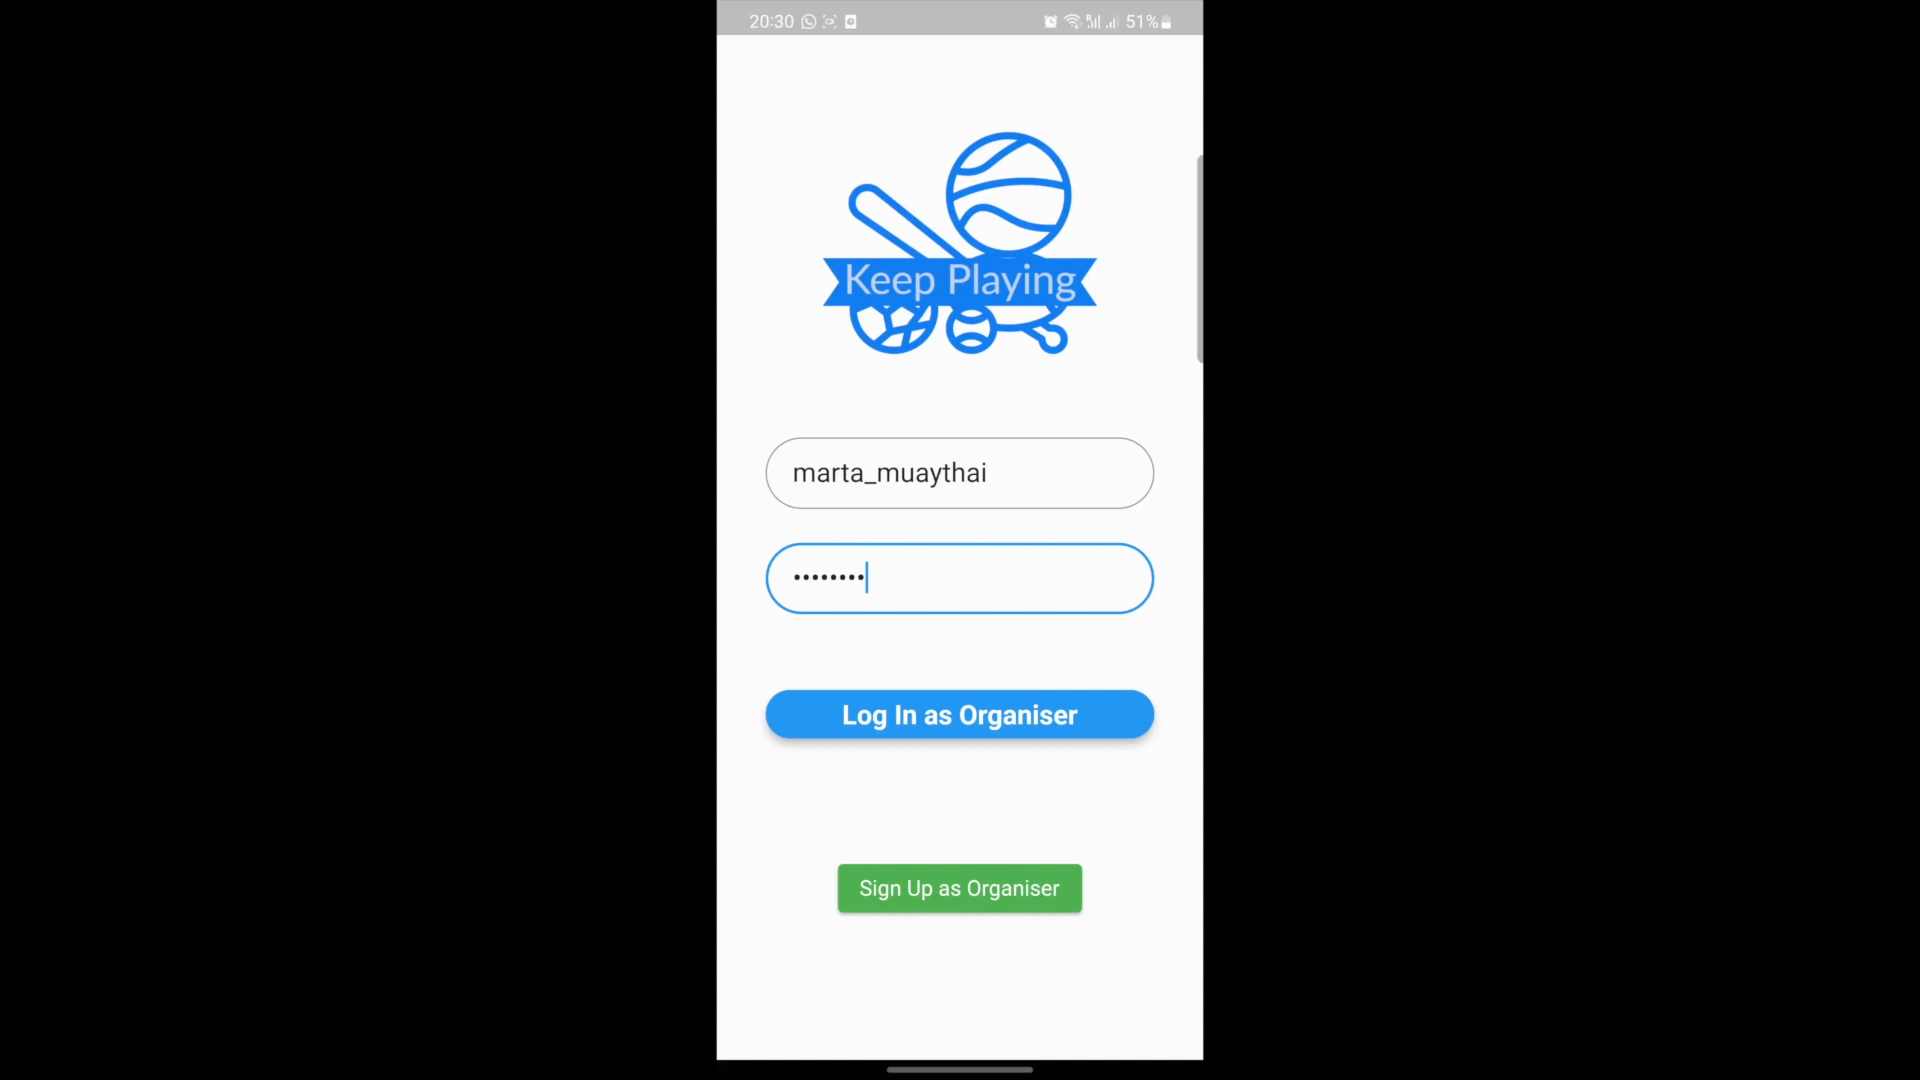 20:30 51%
Keep Playing
marta_muaythai
••••••••
Log In as Organiser
Sign Up as Organiser